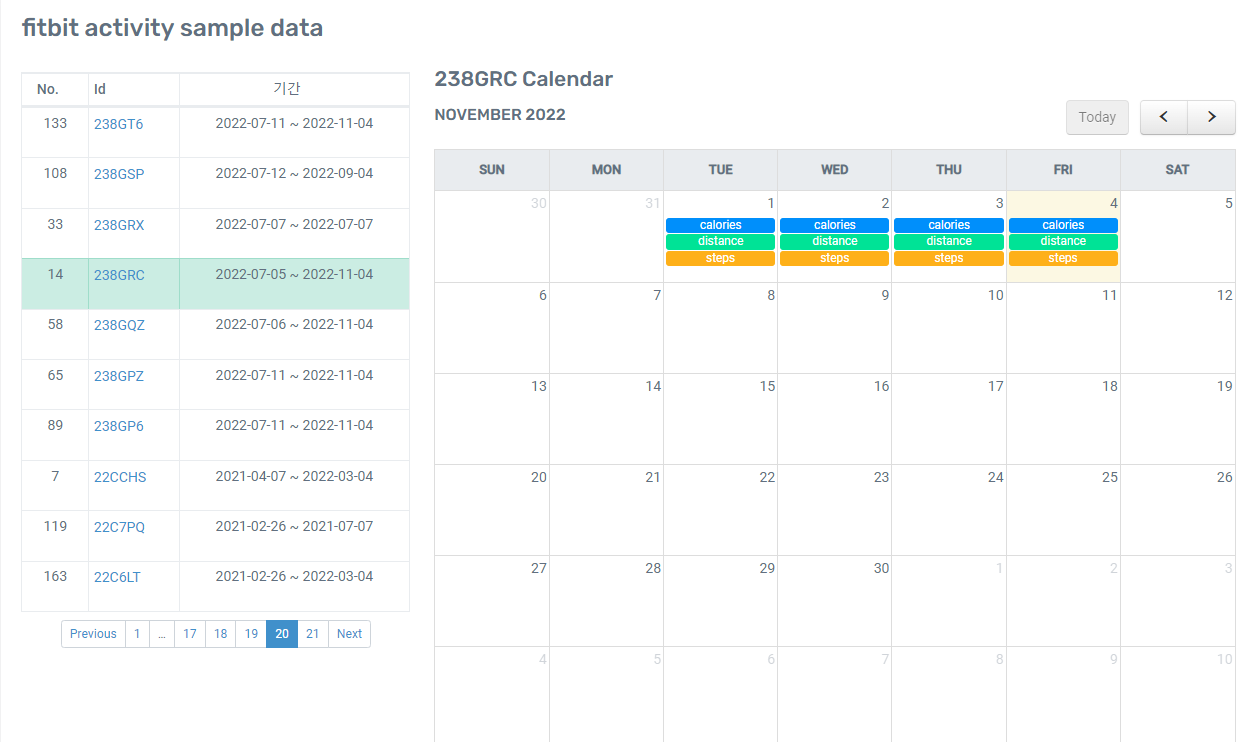 fitbit activity sample data
No. Id 기간
133 238GT6 2022-07-11 ~ 2022-11-04
108 238GSP 2022-07-12 ~ 2022-09-04
33 238GRX 2022-07-07 ~ 2022-07-07
14 238GRC 2022-07-05 ~ 2022-11-04
58 238GQZ 2022-07-06 ~ 2022-11-04
65 238GPZ 2022-07-11 ~ 2022-11-04
89 238GP6 2022-07-11 ~ 2022-11-04
7 22CCHS 2021-04-07 ~ 2022-03-04
119 22C7PQ 2021-02-26 ~ 2021-07-07
163 22C6LT 2021-02-26 ~ 2022-03-04
Previous 1 ... 17 18 19 20 21 Next
238GRC Calendar
NOVEMBER 2022
Today < >
SUN MON TUE WED THU FRI SAT
30 31 1 2 3 4 5
calories calories calories calories
distance distance distance distance
steps steps steps steps
6 7 8 9 10 11 12
13 14 15 16 17 18 19
20 21 22 23 24 25 26
27 28 29 30 1 2 3
4 5 6 7 8 9 10